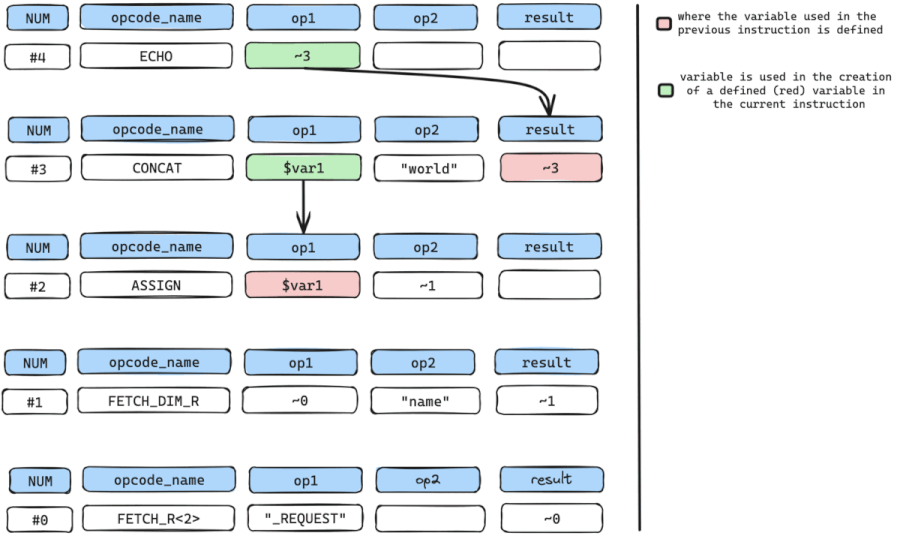 NUM opcode_name op1 op2 result
#4 ECHO ~3
NUM opcode_name op1 op2 result
#3 CONCAT $var1 "world" ~3
NUM opcode_name op1 op2 result
#2 ASSIGN $var1 ~1
NUM opcode_name op1 op2 result
#1 FETCH_DIM_R ~0 "name" ~1
NUM opcode_name op1 op2 result
#0 FETCH_R<2> "_REQUEST" ~0
where the variable used in the
previous instruction is defined
variable is used in the creation
of a defined (red) variable in
the current instruction